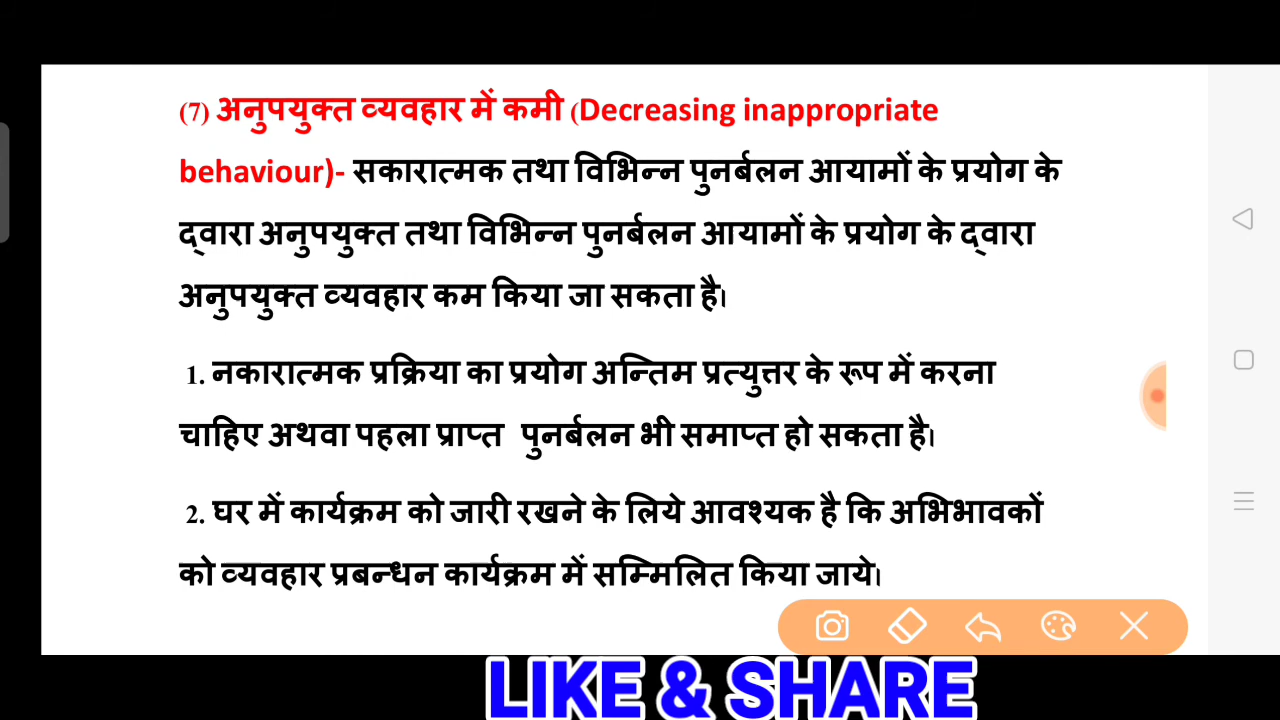 (7) अनुपयुक्त व्यवहार में कमी (Decreasing inappropriate
behaviour)- सकारात्मक तथा विभिन्न पुनर्बलन आयामों के प्रयोग के
द्वारा अनुपयुक्त तथा विभिन्न पुनर्बलन आयामों के प्रयोग के द्वारा
अनुपयुक्त व्यवहार कम किया जा सकता है।
1. नकारात्मक प्रक्रिया का प्रयोग अन्तिम प्रत्युत्तर के रूप में करना
चाहिए अथवा पहला प्राप्त पुनर्बलन भी समाप्त हो सकता है।
2. घर में कार्यक्रम को जारी रखने के लिये आवश्यक है कि अभिभावकों
को व्यवहार प्रबन्धन कार्यक्रम में सम्मिलित किया जाये।
LIKE & SHARE